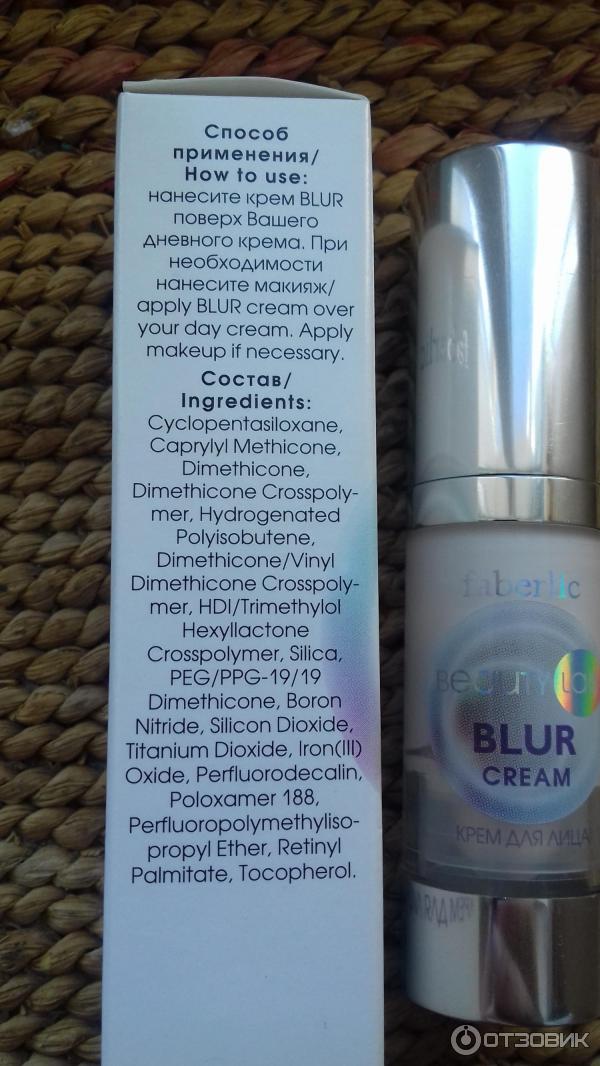 Способ
применения/
How to use:
нанесите крем BLUR
поверх Вашего
дневного крема. При
необходимости
нанесите макияж/
apply BLUR cream over
your day cream. Apply
makeup if necessary.
Состав/
Ingredients:
Cyclopentasiloxane,
Caprylyl Methicone,
Dimethicone,
Dimethicone Crosspoly-
mer, Hydrogenated
Polyisobutene,
Dimethicone/Vinyl
Dimethicone Crosspoly-
mer, HDI/Trimethylol
Hexyllactone
Crosspolymer, Silica,
PEG/PPG-19/19
Dimethicone, Boron
Nitride, Silicon Dioxide,
Titanium Dioxide, Iron(III)
Oxide, Perfluorodecalin,
Poloxamer 188,
Perfluoropolymethyliso-
propyl Ether, Retinyl
Palmitate, Tocopherol.
faberlic
BEAUTY
BLUR
CREAM
КРЕМ ДЛЯ ЛИЦА
ОТЗОВИК